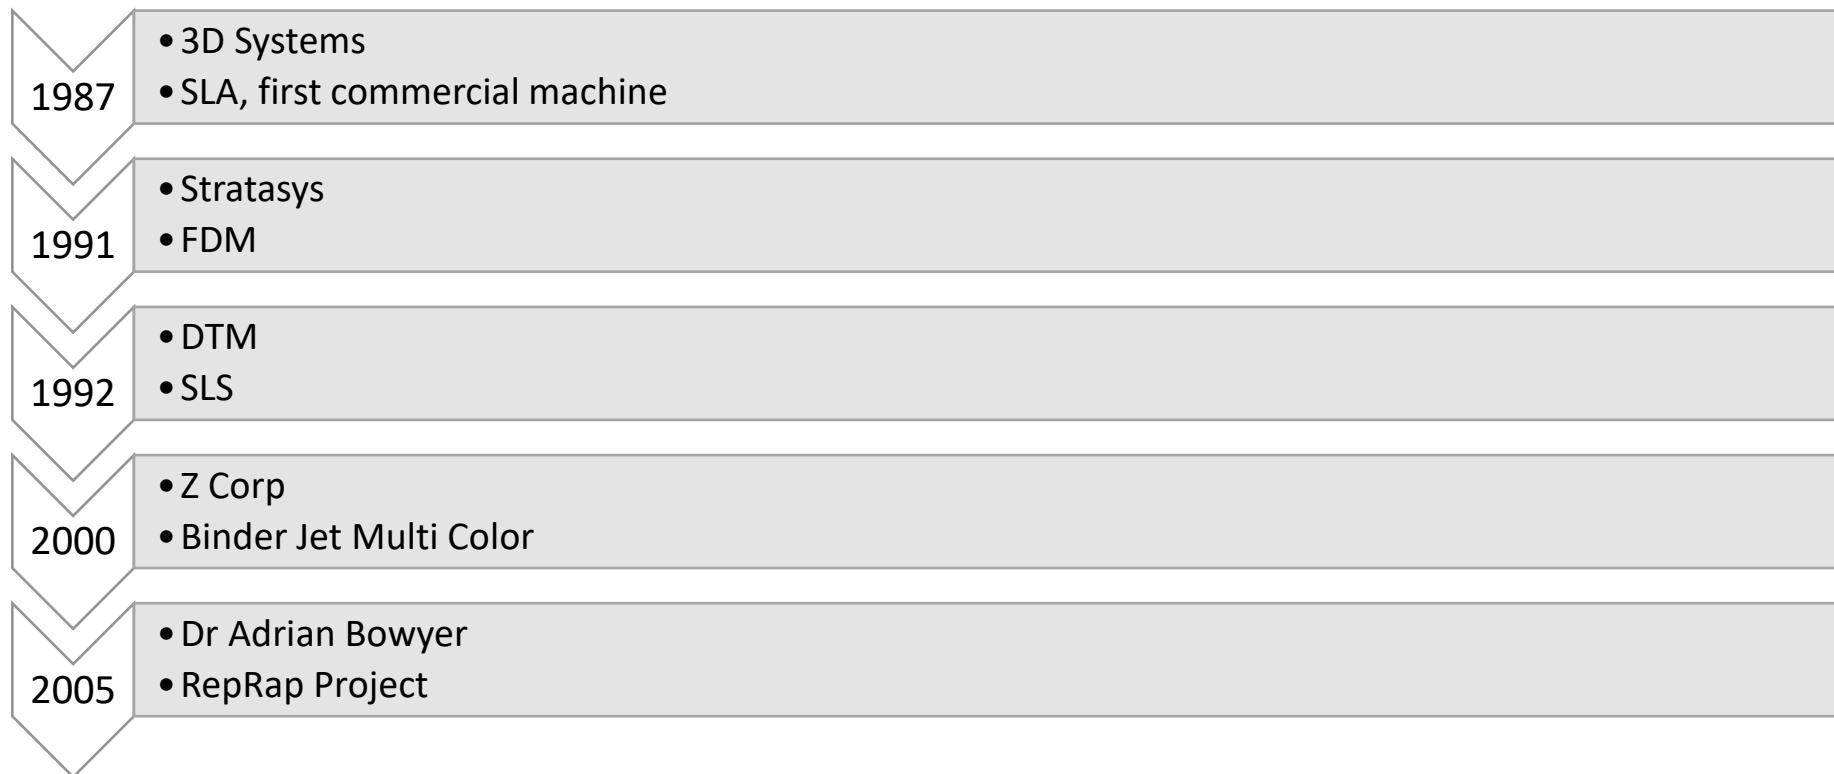 1987
• 3D Systems
• SLA, first commercial machine
1991
• Stratasys
• FDM
1992
• DTM
• SLS
2000
• Z Corp
• Binder Jet Multi Color
2005
• Dr Adrian Bowyer
• RepRap Project